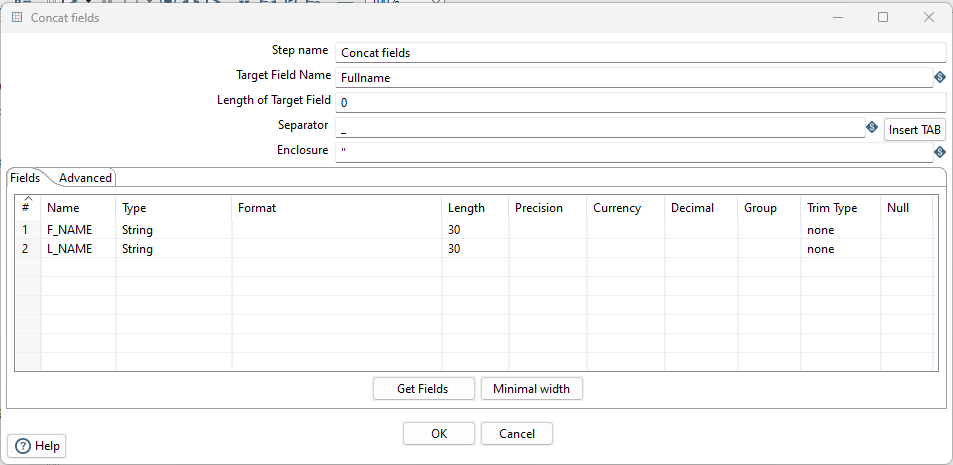 Concat fields
Step name Concat fields
Target Field Name Fullname
Length of Target Field 0
Separator _ Insert TAB
Enclosure "
Fields Advanced
# Name Type Format Length Precision Currency Decimal Group Trim Type Null
1 F_NAME String 30 none
2 L_NAME String 30 none
Get Fields Minimal width
OK Cancel
Help